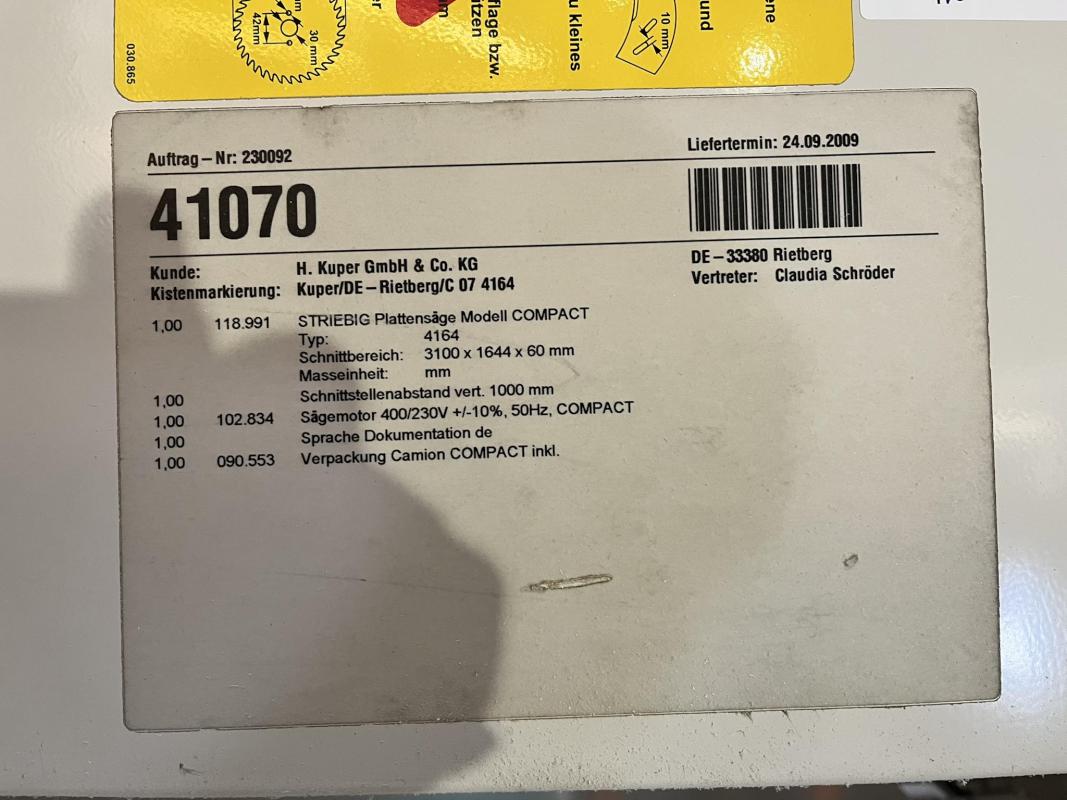 030.865
42mm
30 mm
flage bzw.
itzen
u kleines
10 mm
und
ene
Auftrag – Nr: 230092
Liefertermin: 24.09.2009
41070
Kunde: H. Kuper GmbH & Co. KG
DE – 33380 Rietberg
Kistenmarkierung: Kuper/DE – Rietberg/C 07 4164
Vertreter: Claudia Schröder
1,00 118.991 STRIEBIG Plattensäge Modell COMPACT
Typ: 4164
Schnittbereich: 3100 x 1644 x 60 mm
Masseinheit: mm
1,00 Schnittstellenabstand vert. 1000 mm
1,00 102.834 Sägemotor 400/230V +/-10%, 50Hz, COMPACT
1,00 Sprache Dokumentation de
1,00 090.553 Verpackung Camion COMPACT inkl.